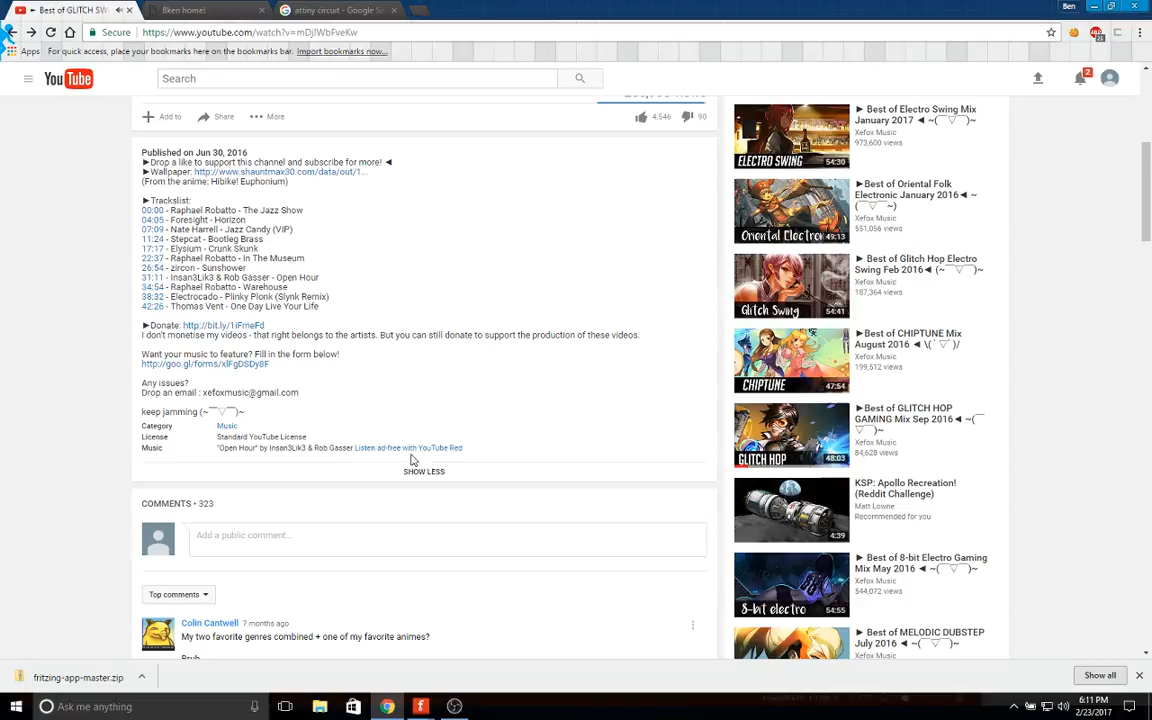 ► Best of GLITCH SW
Bken home!
attiny circuit - Google Se
Ben
Secure
https://www.youtube.com/watch?v=mDjIWbFveKw
Apps
For quick access, place your bookmarks here on the bookmarks bar.
Import bookmarks now...
YouTube
Search
2
Add to
Share
More
4,546
90
Published on Jun 30, 2016
►Drop a like to support this channel and subscribe for more! ◄
►Wallpaper: http://www.shauntmax30.com/data/out/1...
(From the anime: Hibike! Euphonium)
►Trackslist:
00:00 - Raphael Robatto - The Jazz Show
04:05 - Foresight - Horizon
07:09 - Nate Harrell - Jazz Candy (VIP)
11:24 - Stepcat - Bootleg Brass
17:17 - Elysium - Crunk Skunk
22:37 - Raphael Robatto - In The Museum
26:54 - zircon - Sunshower
31:11 - Insan3Lik3 & Rob Gasser - Open Hour
34:54 - Raphael Robatto - Warehouse
38:32 - Electrocado - Plinky Plonk (Slynk Remix)
42:26 - Thomas Vent - One Day Live Your Life
►Donate: http://bit.ly/1iFmeFd
I don't monetise my videos - that right belongs to the artists. But you can still donate to support the production of these videos.
Want your music to feature? Fill in the form below!
http://goo.gl/forms/xlFgDSDy8F
Any issues?
Drop an email : xefoxmusic@gmail.com
keep jamming (~￣▽￣)~
Category Music
License Standard YouTube License
Music "Open Hour" by Insan3Lik3 & Rob Gasser Listen ad-free with YouTube Red
SHOW LESS
COMMENTS • 323
Add a public comment...
Top comments
Colin Cantwell 7 months ago
My two favorite genres combined + one of my favorite animes?
Bruh
ELECTRO SWING
54:30
► Best of Electro Swing Mix
January 2017 ◄ ~(￣▽￣)~
Xefox Music
973,600 views
Oriental Electro
49:13
►Best of Oriental Folk
Electronic January 2016◄ ~
(￣▽￣)~
Xefox Music
551,056 views
Glitch Swing
54:41
► Best of Glitch Hop Electro
Swing Feb 2016◄ (~￣▽￣)~
Xefox Music
187,364 views
CHIPTUNE
47:54
►Best of CHIPTUNE Mix
August 2016 ◄ \(ˊ▽ˋ)/
Xefox Music
199,512 views
GLITCH HOP
48:03
►Best of GLITCH HOP
GAMING Mix Sep 2016◄ ~(￣
▽￣)~
Xefox Music
84,628 views
4:39
KSP: Apollo Recreation!
(Reddit Challenge)
Matt Lowne
Recommended for you
8-bit electro
54:55
► Best of 8-bit Electro Gaming
Mix May 2016 ◄ ~(￣▽￣)~
Xefox Music
544,072 views
► Best of MELODIC DUBSTEP
July 2016 ◄ ~(￣▽￣)~
Xefox Music
fritzing-app-master.zip
Show all
Ask me anything
6:11 PM
2/23/2017